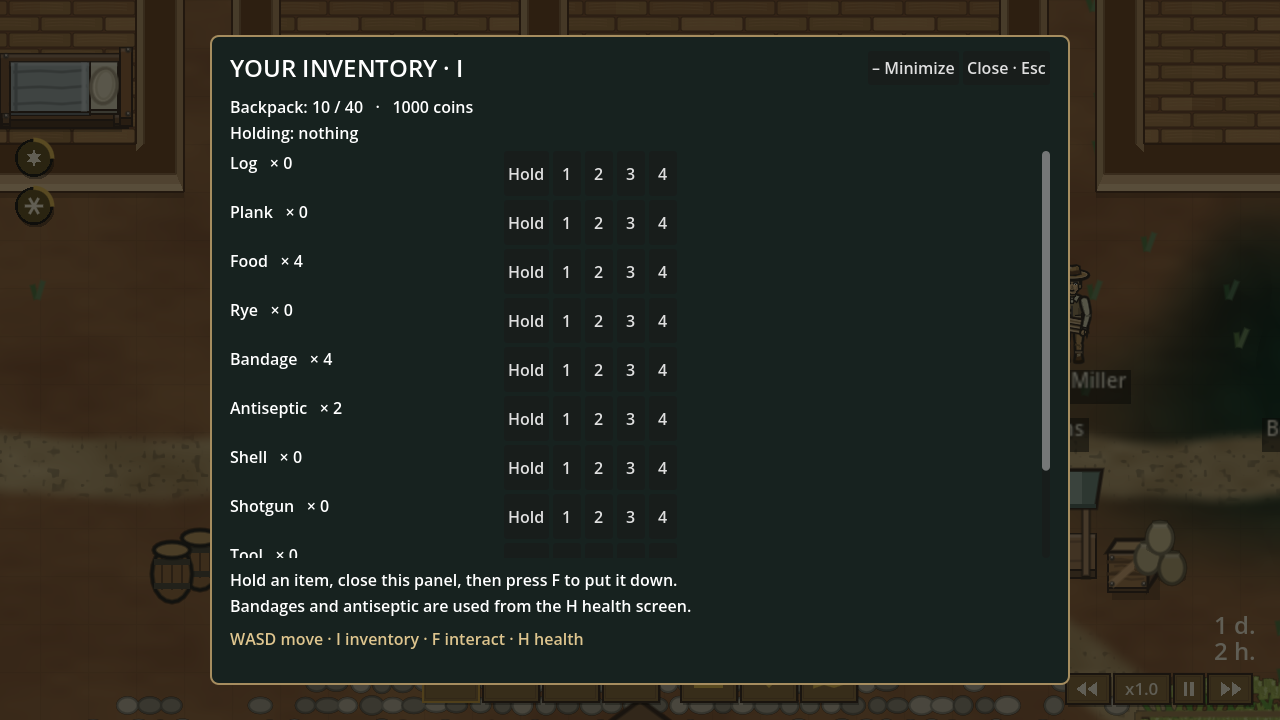 YOUR INVENTORY · I
– Minimize Close · Esc
Backpack: 10 / 40 · 1000 coins
Holding: nothing
Log × 0 Hold 1 2 3 4
Plank × 0 Hold 1 2 3 4
Food × 4 Hold 1 2 3 4
Rye × 0 Hold 1 2 3 4
Bandage × 4 Hold 1 2 3 4
Antiseptic × 2 Hold 1 2 3 4
Shell × 0 Hold 1 2 3 4
Shotgun × 0 Hold 1 2 3 4
Tool × 0
Hold an item, close this panel, then press F to put it down.
Bandages and antiseptic are used from the H health screen.
WASD move · I inventory · F interact · H health
Miller
1 d.
2 h.
x1.0